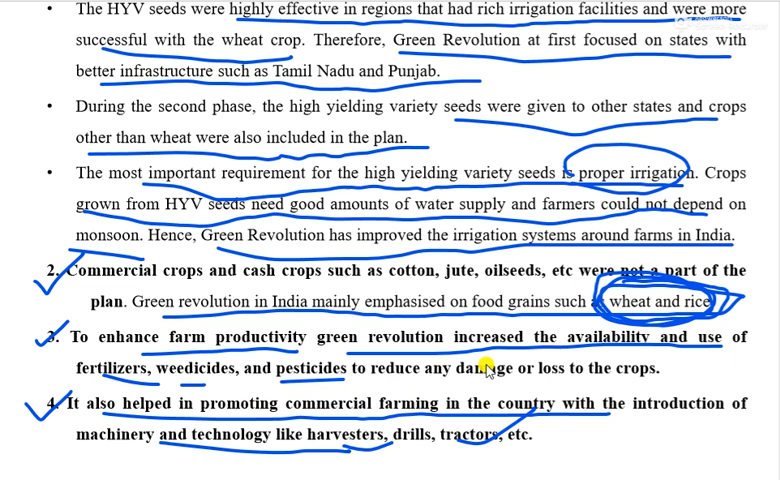 • The HYV seeds were highly effective in regions that had rich irrigation facilities and were more
successful with the wheat crop. Therefore, Green Revolution at first focused on states with
better infrastructure such as Tamil Nadu and Punjab.
• During the second phase, the high yielding variety seeds were given to other states and crops
other than wheat were also included in the plan.
• The most important requirement for the high yielding variety seeds is proper irrigation. Crops
grown from HYV seeds need good amounts of water supply and farmers could not depend on
monsoon. Hence, Green Revolution has improved the irrigation systems around farms in India.
2. Commercial crops and cash crops such as cotton, jute, oilseeds, etc were not a part of the
plan. Green revolution in India mainly emphasised on food grains such as wheat and rice
3. To enhance farm productivity green revolution increased the availability and use of
fertilizers, weedicides, and pesticides to reduce any damage or loss to the crops.
4. It also helped in promoting commercial farming in the country with the introduction of
machinery and technology like harvesters, drills, tractors, etc.